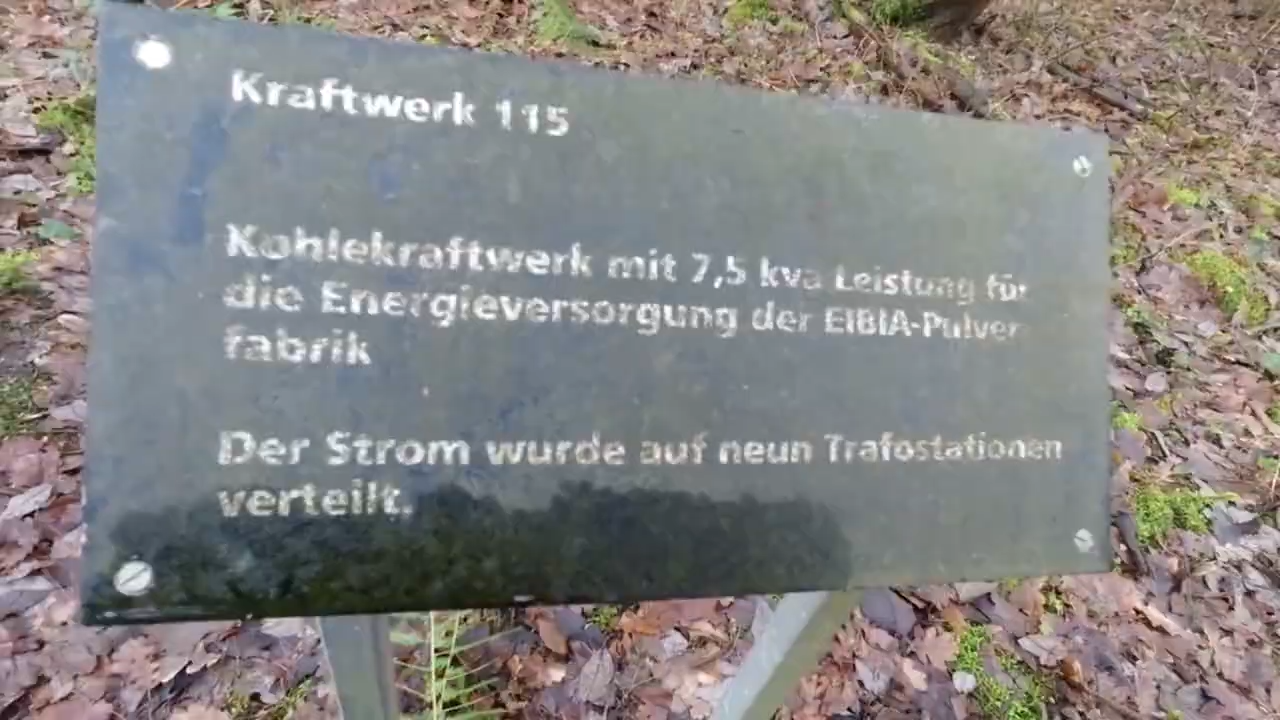 Kraftwerk 115
Kohlekraftwerk mit 7,5 kva Leistung für
die Energieversorgung der EIBIA-Pulver
fabrik
Der Strom wurde auf neun Trafostationen
verteilt.